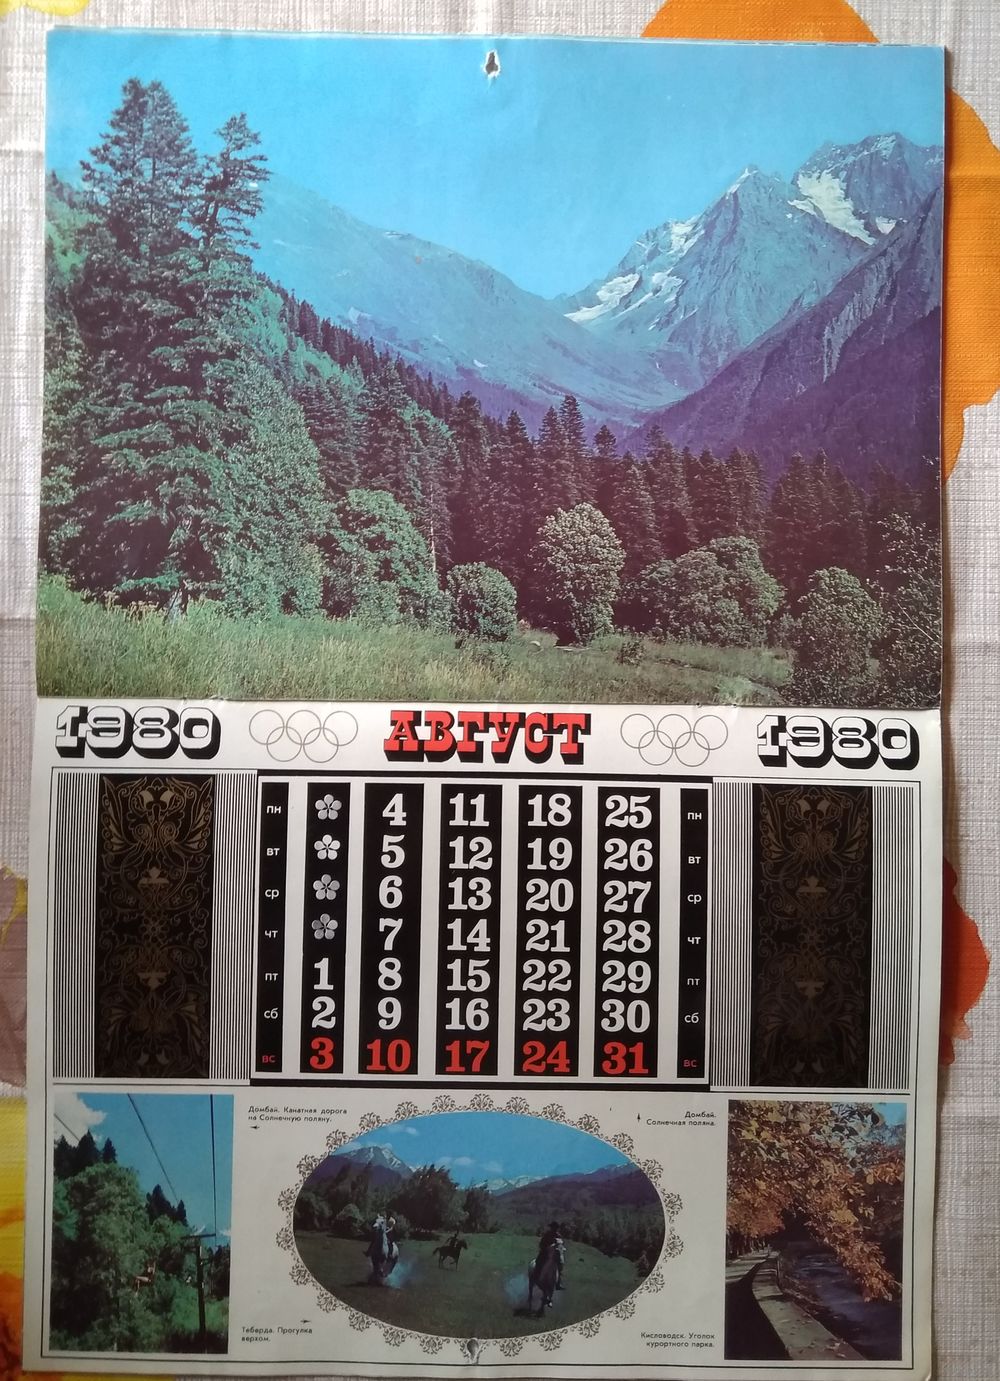 1980 АВГУСТ 1980
пн 4 11 18 25 пн
вт 5 12 19 26 вт
ср 6 13 20 27 ср
чт 7 14 21 28 чт
пт 1 8 15 22 29 пт
сб 2 9 16 23 30 сб
вс 3 10 17 24 31 вс
Домбай. Канатная дорога
на Солнечную поляну.
Домбай.
Солнечная поляна.
Теберда. Прогулка
верхом.
Кисловодск. Уголок
курортного парка.